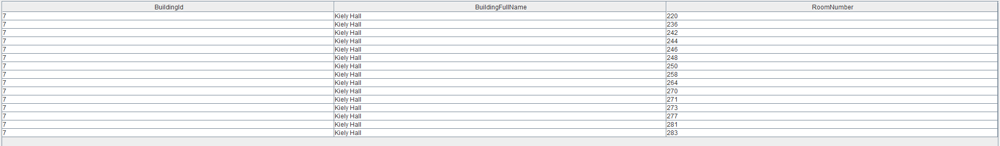 BuildingId BuildingFullName RoomNumber
7 Kiely Hall 220
7 Kiely Hall 236
7 Kiely Hall 242
7 Kiely Hall 244
7 Kiely Hall 246
7 Kiely Hall 248
7 Kiely Hall 250
7 Kiely Hall 258
7 Kiely Hall 264
7 Kiely Hall 270
7 Kiely Hall 271
7 Kiely Hall 273
7 Kiely Hall 277
7 Kiely Hall 281
7 Kiely Hall 283